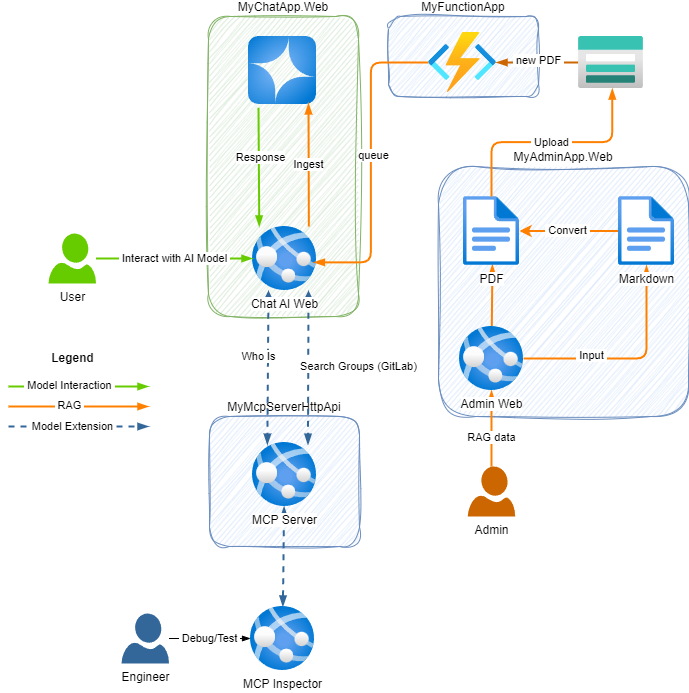 MyChatApp.Web
MyFunctionApp
new PDF
Upload
MyAdminApp.Web
Response
Ingest
queue
Convert
PDF
Markdown
Interact with AI Model
User
Chat AI Web
Who Is
Search Groups (GitLab)
Input
Admin Web
Legend
Model Interaction
RAG
Model Extension
MyMcpServerHttpApi
RAG data
MCP Server
Admin
Debug/Test
Engineer
MCP Inspector